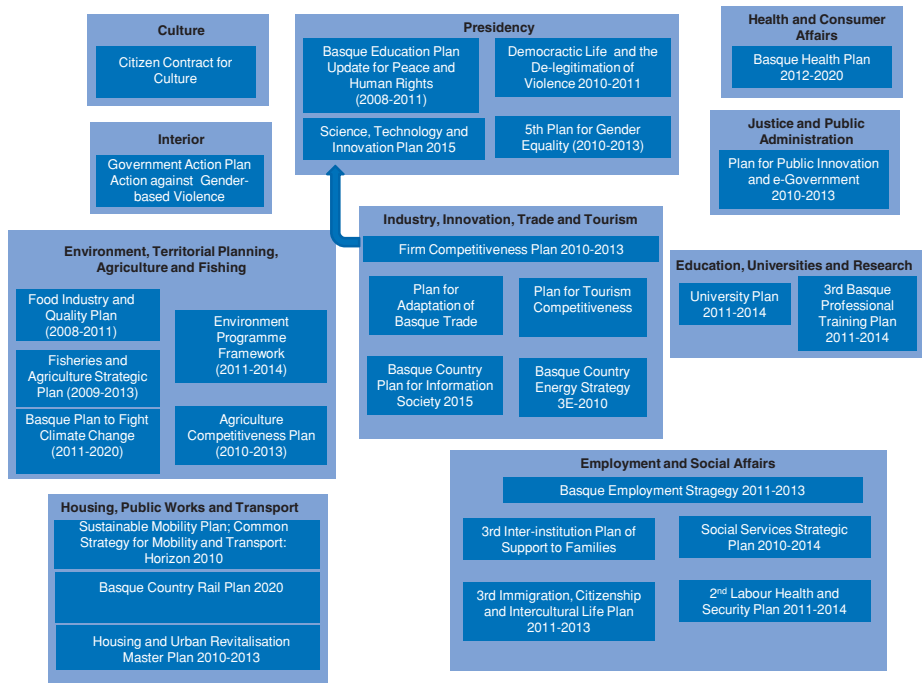 Culture
Citizen Contract for
Culture
Presidency
Basque Education Plan
Update for Peace and
Human Rights
(2008-2011)
Democractic Life and the
De-legitimation of
Violence 2010-2011
Science, Technology and
Innovation Plan 2015
5th Plan for Gender
Equality (2010-2013)
Health and Consumer
Affairs
Basque Health Plan
2012-2020
Interior
Government Action Plan
Action against Gender-
based Violence
Justice and Public
Administration
Plan for Public Innovation
and e-Government
2010-2013
Environment, Territorial Planning,
Agriculture and Fishing
Food Industry and
Quality Plan
(2008-2011)
Fisheries and
Agriculture Strategic
Plan (2009-2013)
Basque Plan to Fight
Climate Change
(2011-2020)
Environment
Programme
Framework
(2011-2014)
Agriculture
Competitiveness Plan
(2010-2013)
Industry, Innovation, Trade and Tourism
Firm Competitiveness Plan 2010-2013
Plan for
Adaptation of
Basque Trade
Plan for Tourism
Competitiveness
Basque Country
Plan for Information
Society 2015
Basque Country
Energy Strategy
3E-2010
Education, Universities and Research
University Plan
2011-2014
3rd Basque
Professional
Training Plan
2011-2014
Housing, Public Works and Transport
Sustainable Mobility Plan; Common
Strategy for Mobility and Transport:
Horizon 2010
Basque Country Rail Plan 2020
Housing and Urban Revitalisation
Master Plan 2010-2013
Employment and Social Affairs
Basque Employment Stragegy 2011-2013
3rd Inter-institution Plan of
Support to Families
Social Services Strategic
Plan 2010-2014
3rd Immigration, Citizenship
and Intercultural Life Plan
2011-2013
2nd Labour Health and
Security Plan 2011-2014